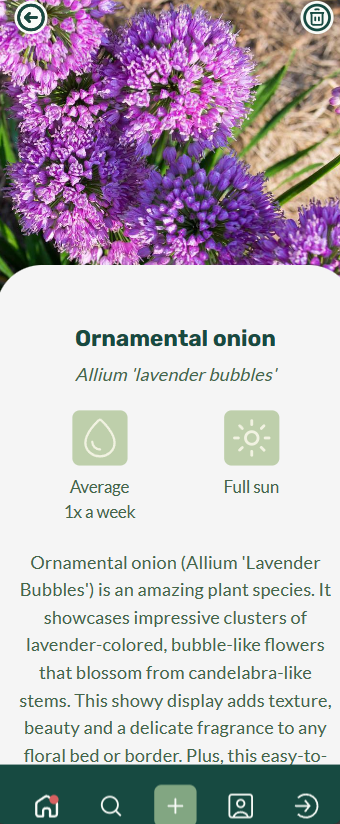 Ornamental onion
Allium 'lavender bubbles'
Average
1x a week
Full sun
Ornamental onion (Allium 'Lavender
Bubbles') is an amazing plant species. It
showcases impressive clusters of
lavender-colored, bubble-like flowers
that blossom from candelabra-like
stems. This showy display adds texture,
beauty and a delicate fragrance to any
floral bed or border. Plus, this easy-to-